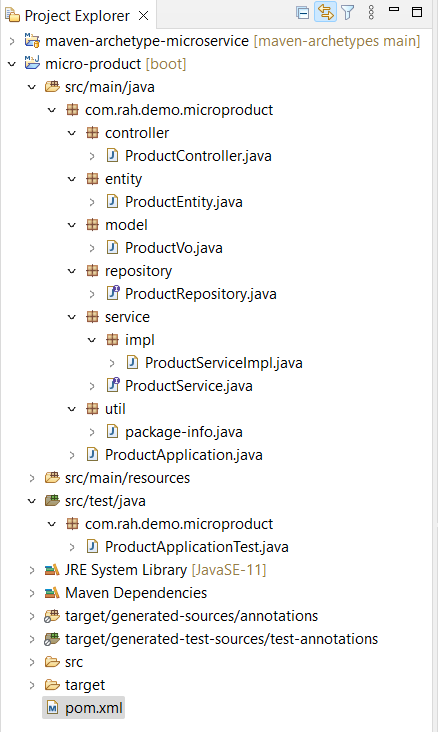 Project Explorer
maven-archetype-microservice [maven-archetypes main]
micro-product [boot]
src/main/java
com.rah.demo.microproduct
controller
ProductController.java
entity
ProductEntity.java
model
ProductVo.java
repository
ProductRepository.java
service
impl
ProductServiceImpl.java
ProductService.java
util
package-info.java
ProductApplication.java
src/main/resources
src/test/java
com.rah.demo.microproduct
ProductApplicationTest.java
JRE System Library [JavaSE-11]
Maven Dependencies
target/generated-sources/annotations
target/generated-test-sources/test-annotations
src
target
pom.xml